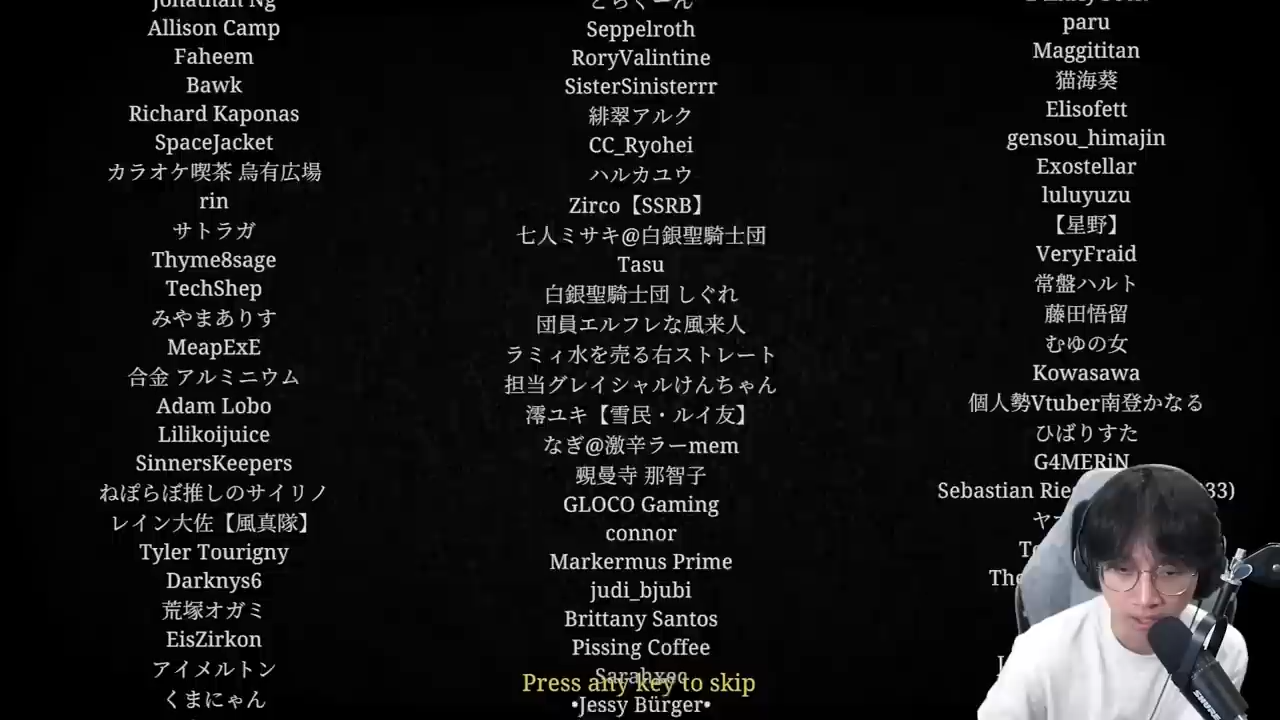 Jonathan Ng
Allison Camp
Faheem
Bawk
Richard Kaponas
SpaceJacket
カラオケ喫茶 烏有広場
rin
サトラガ
Thyme8sage
TechShep
みやまありす
MeapExE
合金 アルミニウム
Adam Lobo
Lilikoijuice
SinnersKeepers
ねぽらぼ推しのサイリノ
レイン大佐【風真隊】
Tyler Tourigny
Darknys6
荒塚オガミ
EisZirkon
アイメルトン
くまにゃん
Seppelroth
RoryValintine
SisterSinisterrr
緋翠アルク
CC_Ryohei
ハルカユウ
Zirco【SSRB】
七人ミサキ@白銀聖騎士団
Tasu
白銀聖騎士団 しぐれ
団員エルフレな風来人
ラミィ水を売る右ストレート
担当グレイシャルけんちゃん
澪ユキ【雪民・ルイ友】
なぎ@激辛ラーmem
覡曼寺 那智子
GLOCO Gaming
connor
Markermus Prime
judi_bjubi
Brittany Santos
Pissing Coffee
Press any key to skip
•Jessy Bürger•
paru
Maggititan
猫海葵
Elisofett
gensou_himajin
Exostellar
luluyuzu
【星野】
VeryFraid
常盤ハルト
藤田悟留
むゆの女
Kowasawa
個人勢Vtuber南登かなる
ひばりすた
G4MERiN
Sebastian 33)
SHURE